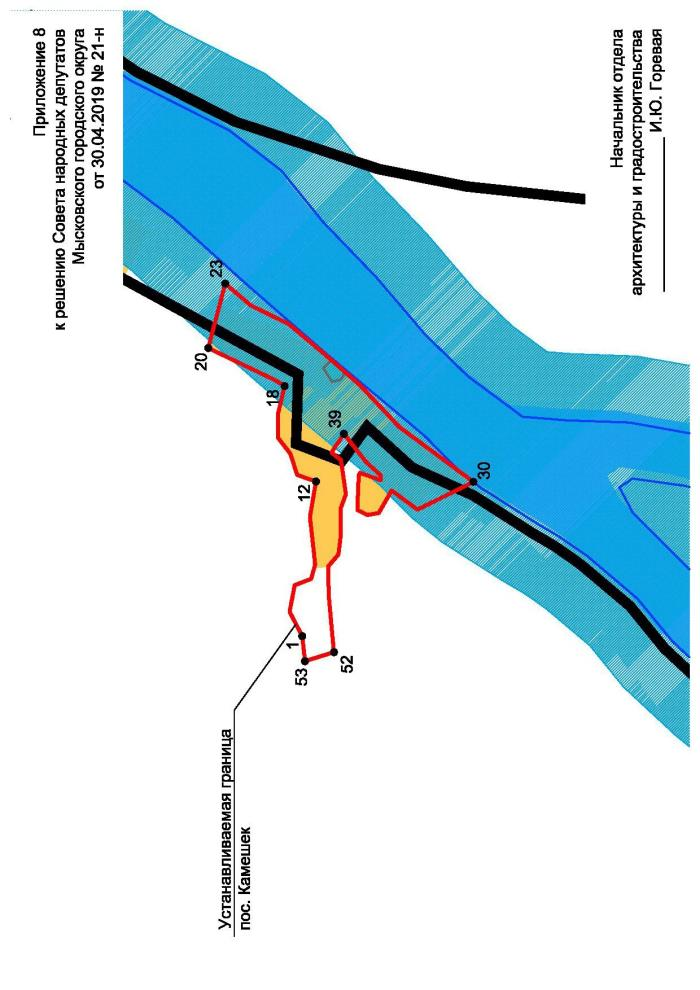 Приложение 8
к решению Совета народных депутатов
Мысковского городского округа
от 30.04.2019 № 21-н
23
20
18
39
12
30
1
53
52
Устанавливаемая граница
пос. Камешек
Начальник отдела
архитектуры и градостроительства
И.Ю. Горевая